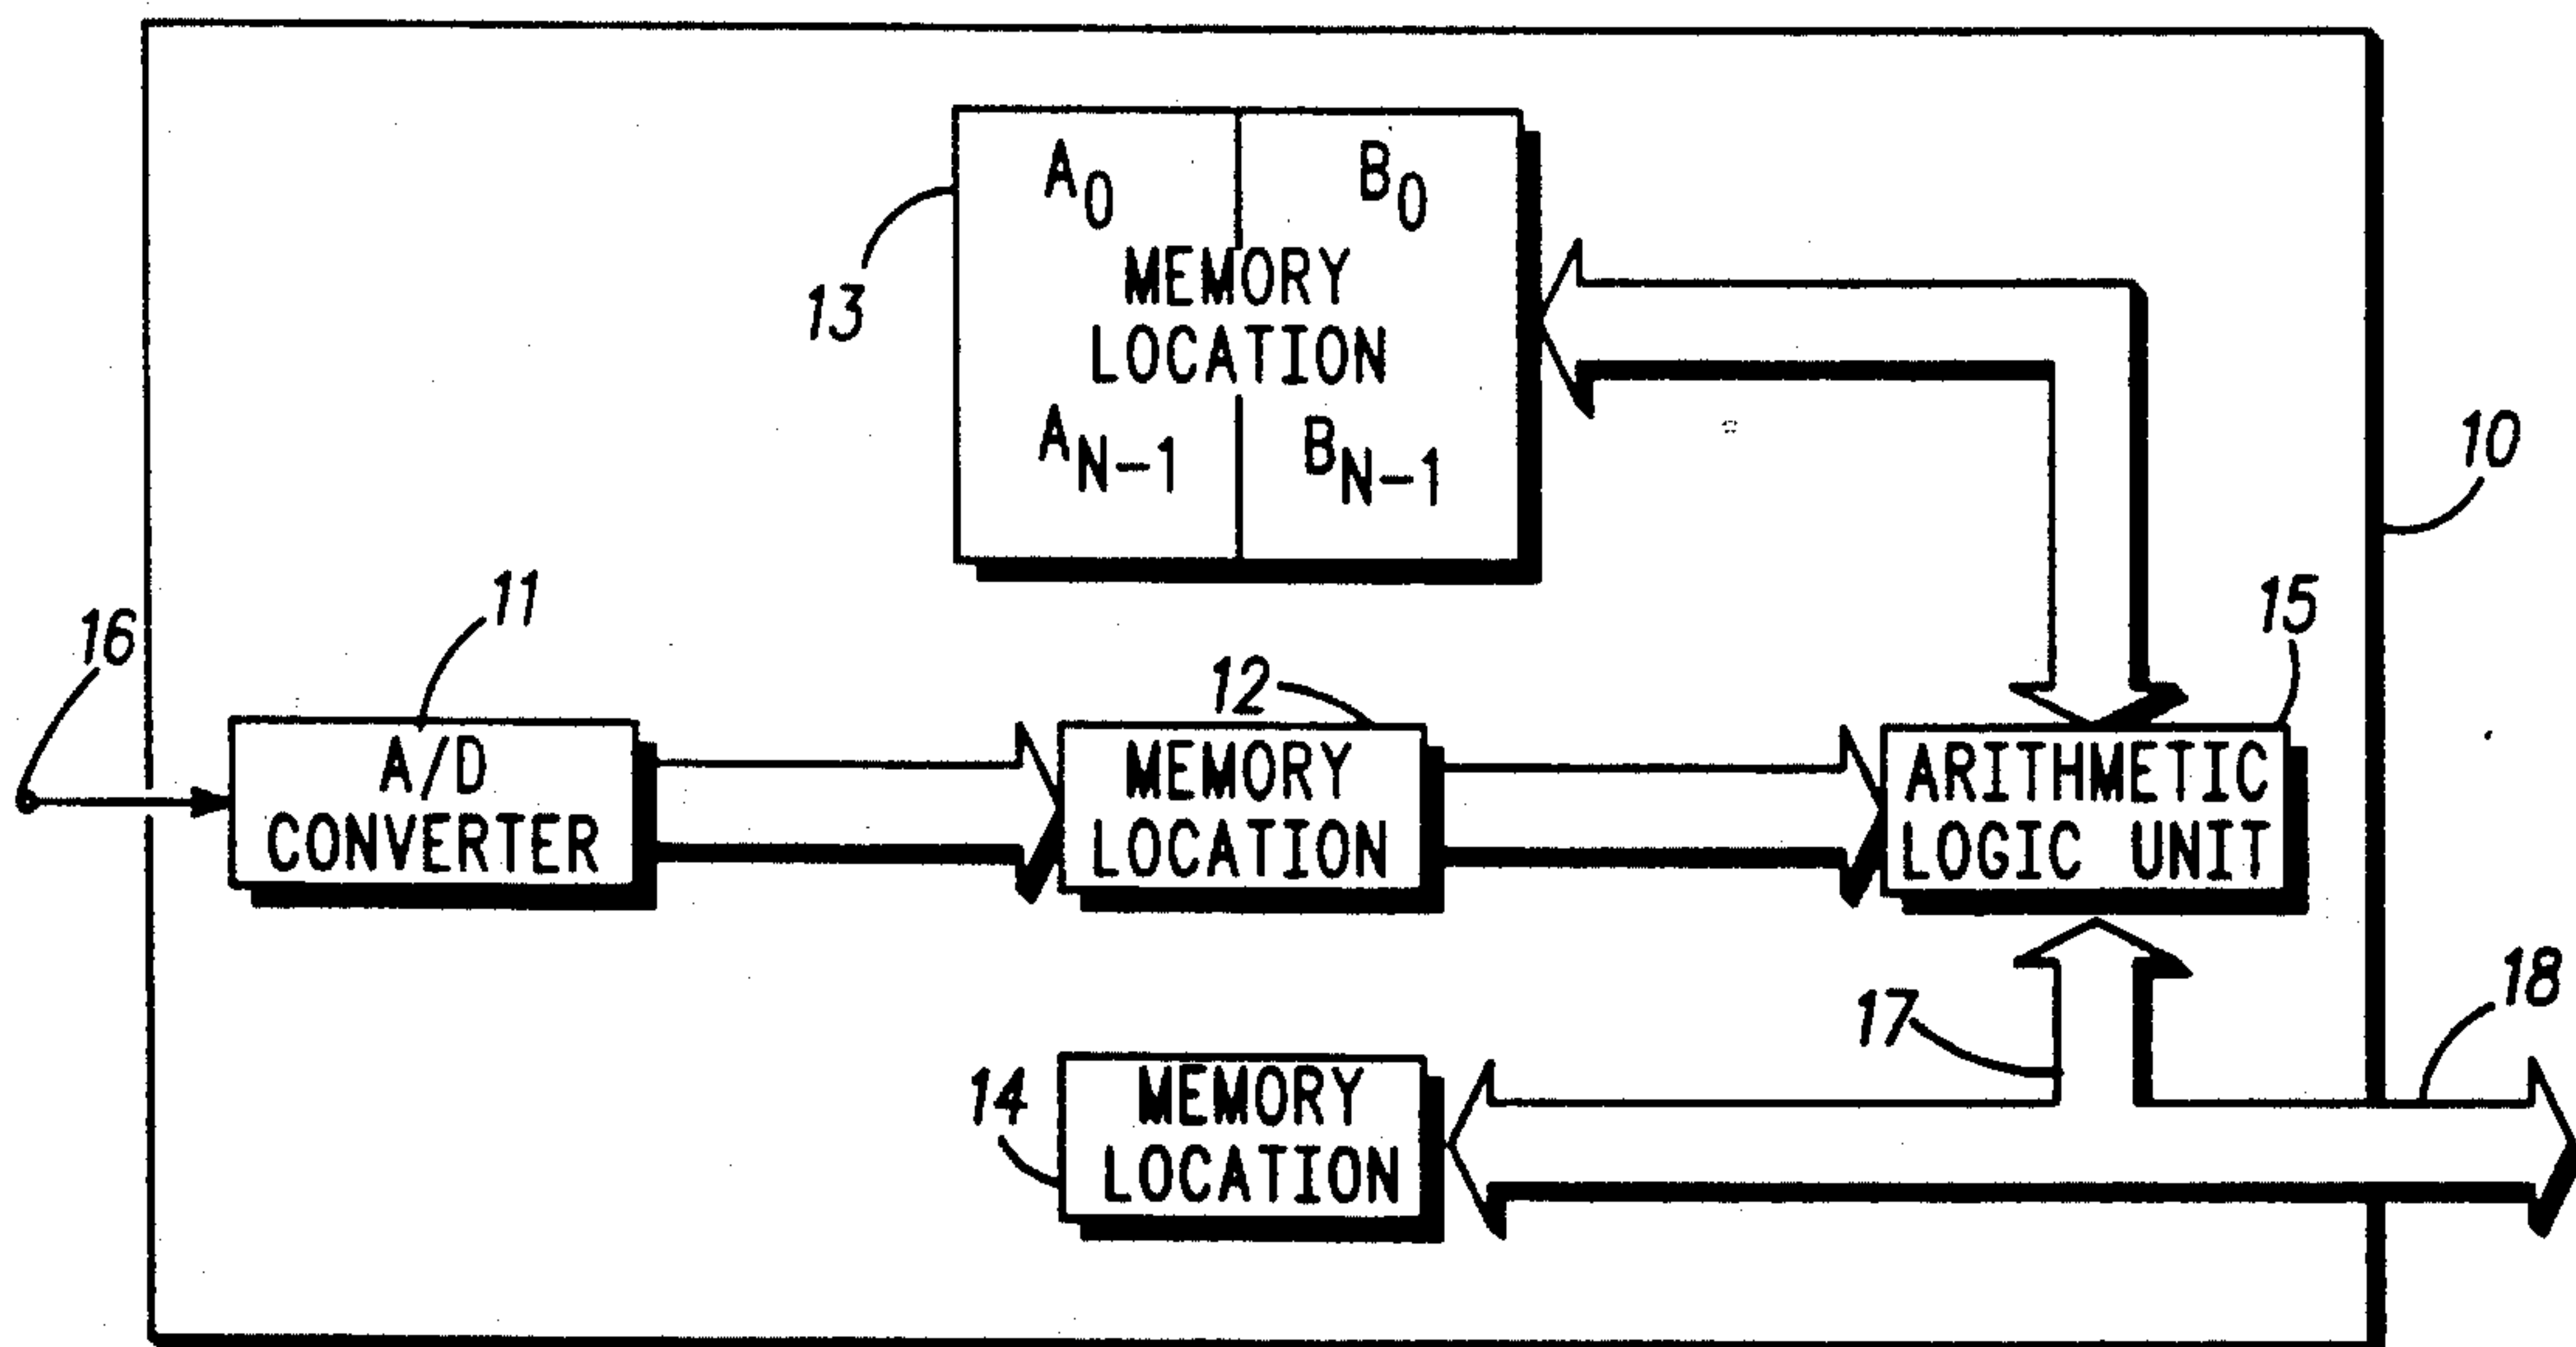 A₀ B₀
MEMORY
LOCATION
Aₙ₋₁ Bₙ₋₁
13
10
16
11
A/D
CONVERTER
12
MEMORY
LOCATION
15
ARITHMETIC
LOGIC UNIT
17
18
14
MEMORY
LOCATION